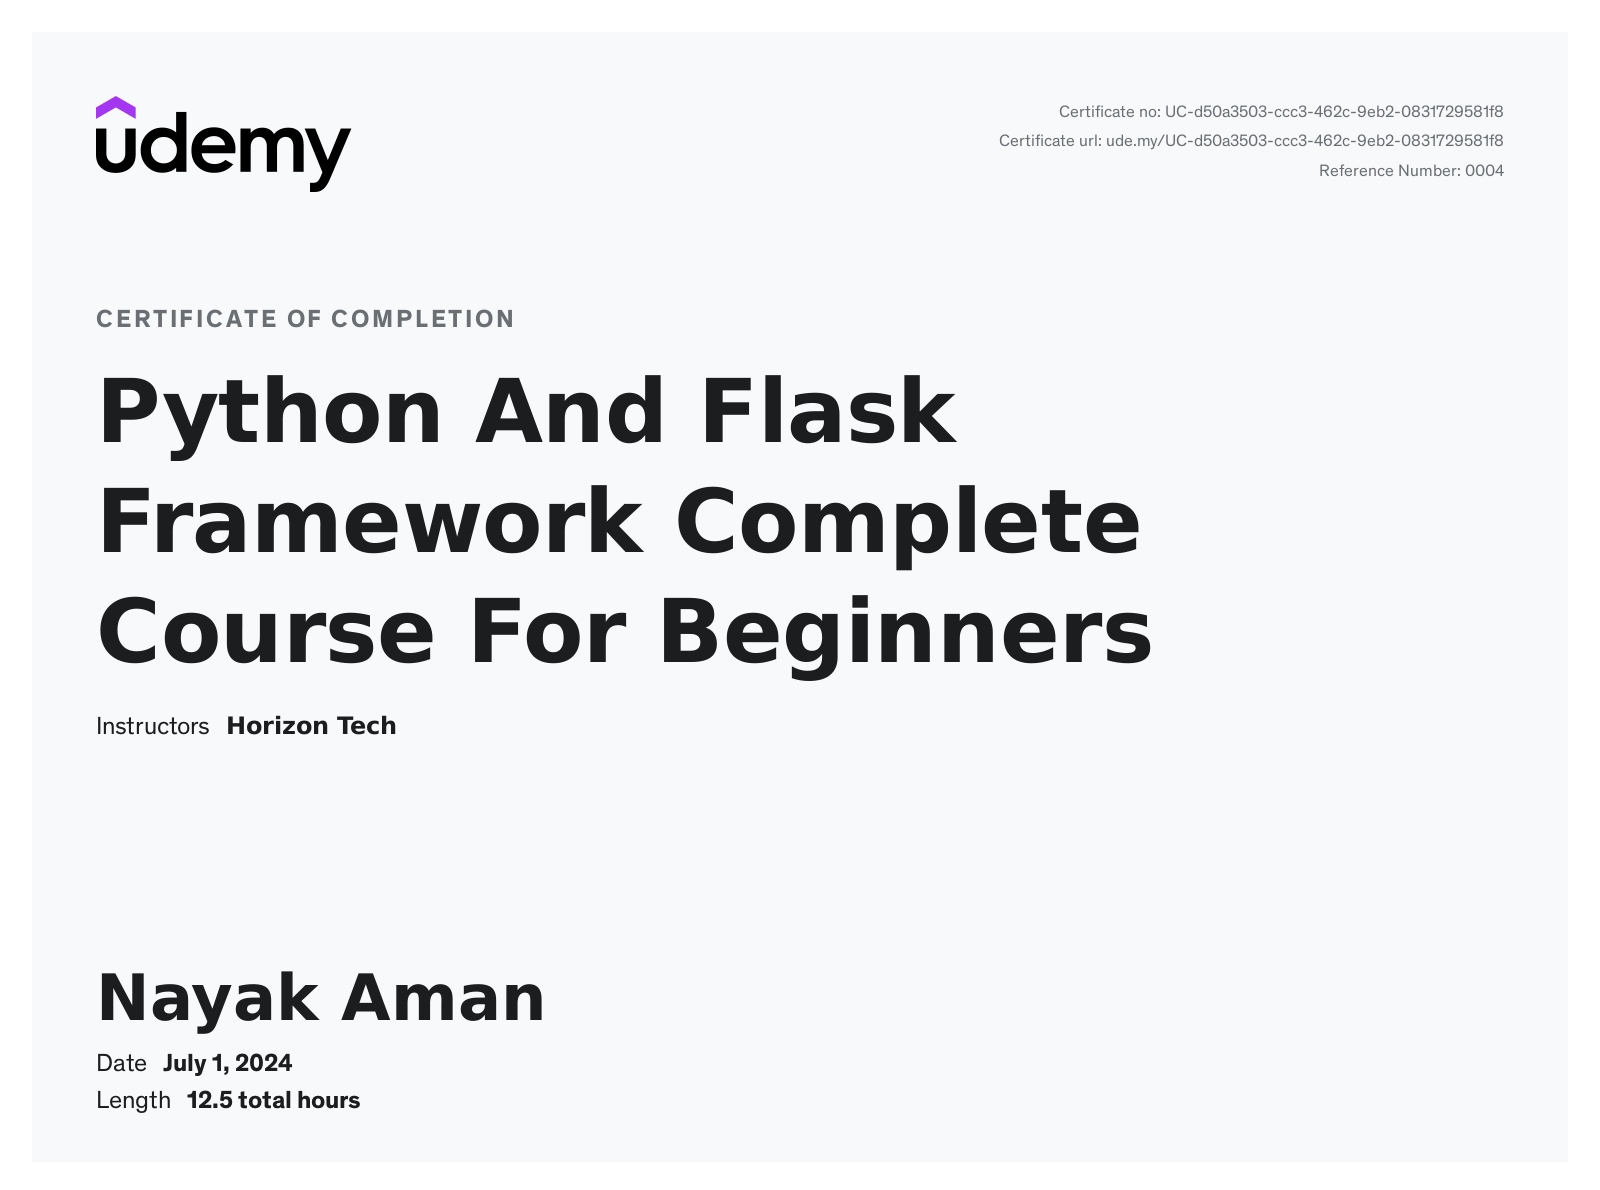 udemy
Certificate no: UC-d50a3503-ccc3-462c-9eb2-0831729581f8
Certificate url: ude.my/UC-d50a3503-ccc3-462c-9eb2-0831729581f8
Reference Number: 0004
CERTIFICATE OF COMPLETION
Python And Flask
Framework Complete
Course For Beginners
Instructors Horizon Tech
Nayak Aman
Date July 1, 2024
Length 12.5 total hours